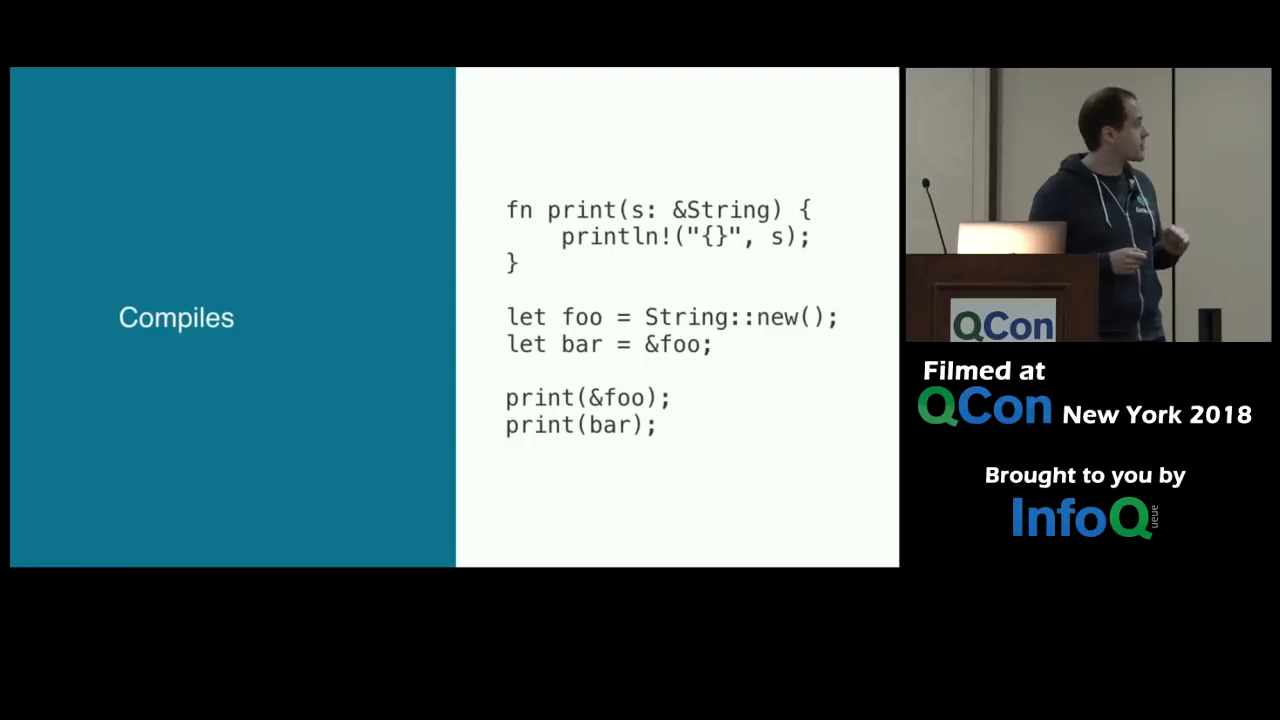 Compiles
fn print(s: &String) {
    println!("{}", s);
}
let foo = String::new();
let bar = &foo;
print(&foo);
print(bar);
QCon
Filmed at
QCon New York 2018
Brought to you by
InfoQ
ueue